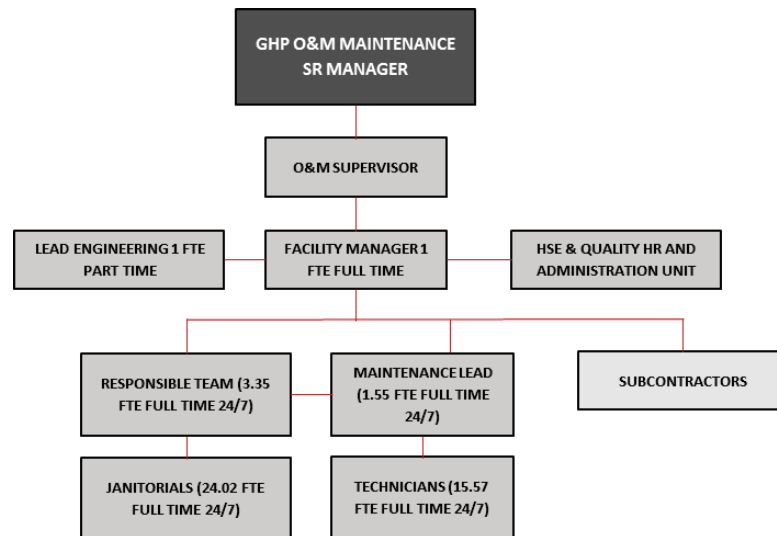 GHP O&M MAINTENANCE
SR MANAGER
O&M SUPERVISOR
LEAD ENGINEERING 1 FTE
PART TIME
FACILITY MANAGER 1
FTE FULL TIME
HSE & QUALITY HR AND
ADMINISTRATION UNIT
RESPONSIBLE TEAM (3.35
FTE FULL TIME 24/7)
MAINTENANCE LEAD
(1.55 FTE FULL TIME
24/7)
SUBCONTRACTORS
JANITORIALS (24.02 FTE
FULL TIME 24/7)
TECHNICIANS (15.57
FTE FULL TIME 24/7)